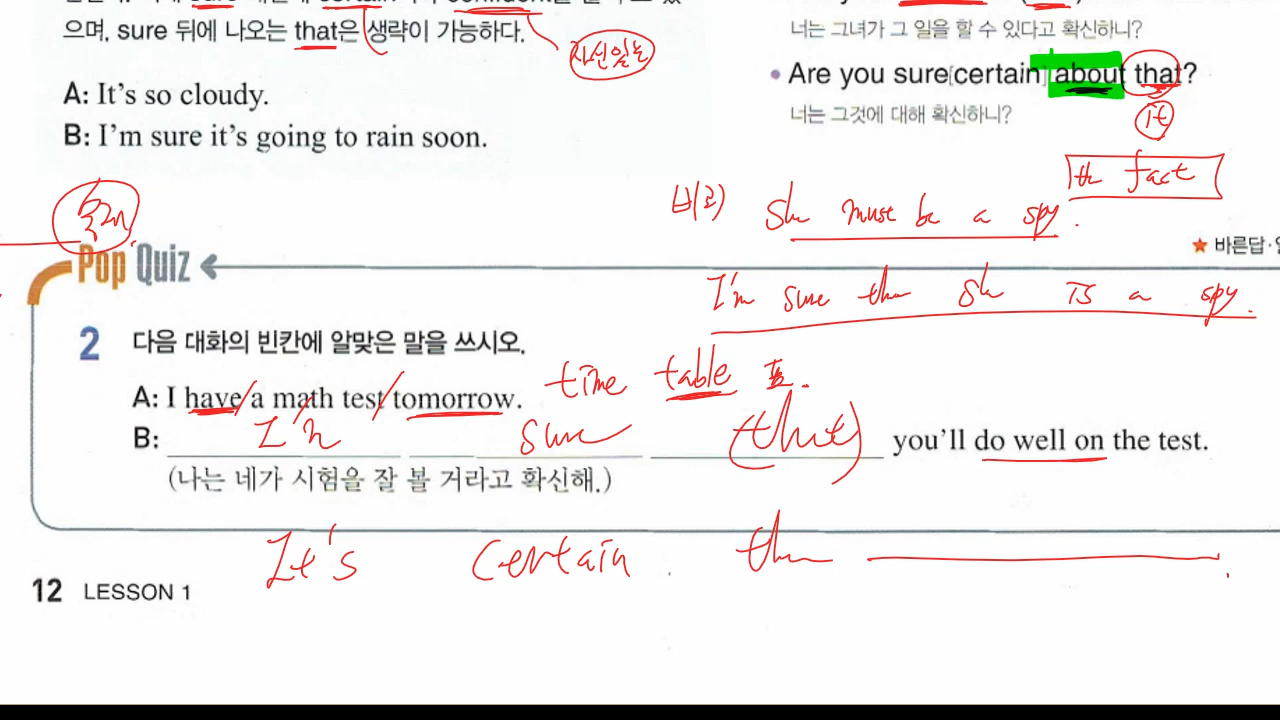 으며, sure 뒤에 나오는 that은 생략이 가능하다.
자신있는
A: It's so cloudy.
B: I'm sure it's going to rain soon.
너는 그녀가 그 일을 할 수 있다고 확신하니?
• Are you sure[certain] about that?
it
너는 그것에 대해 확신하니?
the fact
비교) She must be a spy.
★ 바른답·알
Pop Quiz
I'm sure that she is a spy.
2 다음 대화의 빈칸에 알맞은 말을 쓰시오.
A: I have/a math test/tomorrow.
time table
B: I'm sure (that) you'll do well on the test.
(나는 네가 시험을 잘 볼 거라고 확신해.)
It's certain that
12 LESSON 1